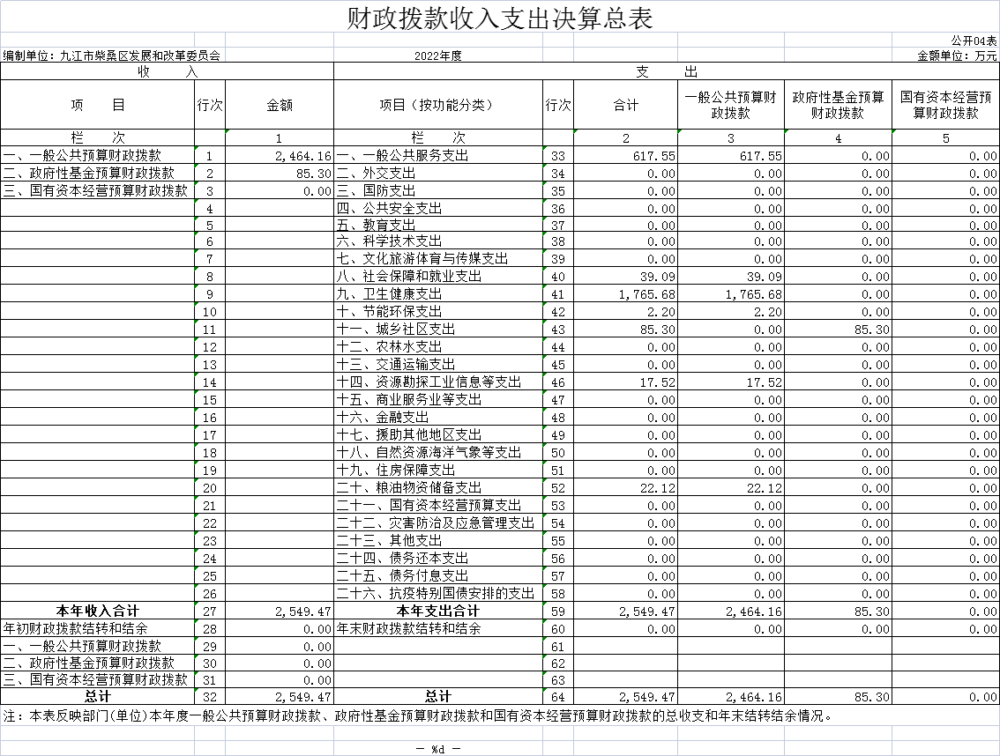 财政拨款收入支出决算总表
公开04表
编制单位：九江市柴桑区发展和改革委员会 2022年度 金额单位：万元
收 入 支 出
项 目 行次 金额 项目（按功能分类） 行次 合计 一般公共预算财政拨款 政府性基金预算财政拨款 国有资本经营预算财政拨款
栏 次 1 栏 次 2 3 4 5
一、一般公共预算财政拨款 1 2,464.16 一、一般公共服务支出 33 617.55 617.55 0.00 0.00
二、政府性基金预算财政拨款 2 85.30 二、外交支出 34 0.00 0.00 0.00 0.00
三、国有资本经营预算财政拨款 3 0.00 三、国防支出 35 0.00 0.00 0.00 0.00
4 四、公共安全支出 36 0.00 0.00 0.00 0.00
5 五、教育支出 37 0.00 0.00 0.00 0.00
6 六、科学技术支出 38 0.00 0.00 0.00 0.00
7 七、文化旅游体育与传媒支出 39 0.00 0.00 0.00 0.00
8 八、社会保障和就业支出 40 39.09 39.09 0.00 0.00
9 九、卫生健康支出 41 1,765.68 1,765.68 0.00 0.00
10 十、节能环保支出 42 2.20 2.20 0.00 0.00
11 十一、城乡社区支出 43 85.30 0.00 85.30 0.00
12 十二、农林水支出 44 0.00 0.00 0.00 0.00
13 十三、交通运输支出 45 0.00 0.00 0.00 0.00
14 十四、资源勘探工业信息等支出 46 17.52 17.52 0.00 0.00
15 十五、商业服务业等支出 47 0.00 0.00 0.00 0.00
16 十六、金融支出 48 0.00 0.00 0.00 0.00
17 十七、援助其他地区支出 49 0.00 0.00 0.00 0.00
18 十八、自然资源海洋气象等支出 50 0.00 0.00 0.00 0.00
19 十九、住房保障支出 51 0.00 0.00 0.00 0.00
20 二十、粮油物资储备支出 52 22.12 22.12 0.00 0.00
21 二十一、国有资本经营预算支出 53 0.00 0.00 0.00 0.00
22 二十二、灾害防治及应急管理支出 54 0.00 0.00 0.00 0.00
23 二十三、其他支出 55 0.00 0.00 0.00 0.00
24 二十四、债务还本支出 56 0.00 0.00 0.00 0.00
25 二十五、债务付息支出 57 0.00 0.00 0.00 0.00
26 二十六、抗疫特别国债安排的支出 58 0.00 0.00 0.00 0.00
本年收入合计 27 2,549.47 本年支出合计 59 2,549.47 2,464.16 85.30 0.00
年初财政拨款结转和结余 28 0.00 年末财政拨款结转和结余 60 0.00 0.00 0.00 0.00
一、一般公共预算财政拨款 29 0.00 61
二、政府性基金预算财政拨款 30 0.00 62
三、国有资本经营预算财政拨款 31 0.00 63
总计 32 2,549.47 总计 64 2,549.47 2,464.16 85.30 0.00
注：本表反映部门(单位)本年度一般公共预算财政拨款、政府性基金预算财政拨款和国有资本经营预算财政拨款的总收支和年末结转结余情况。
— %d —